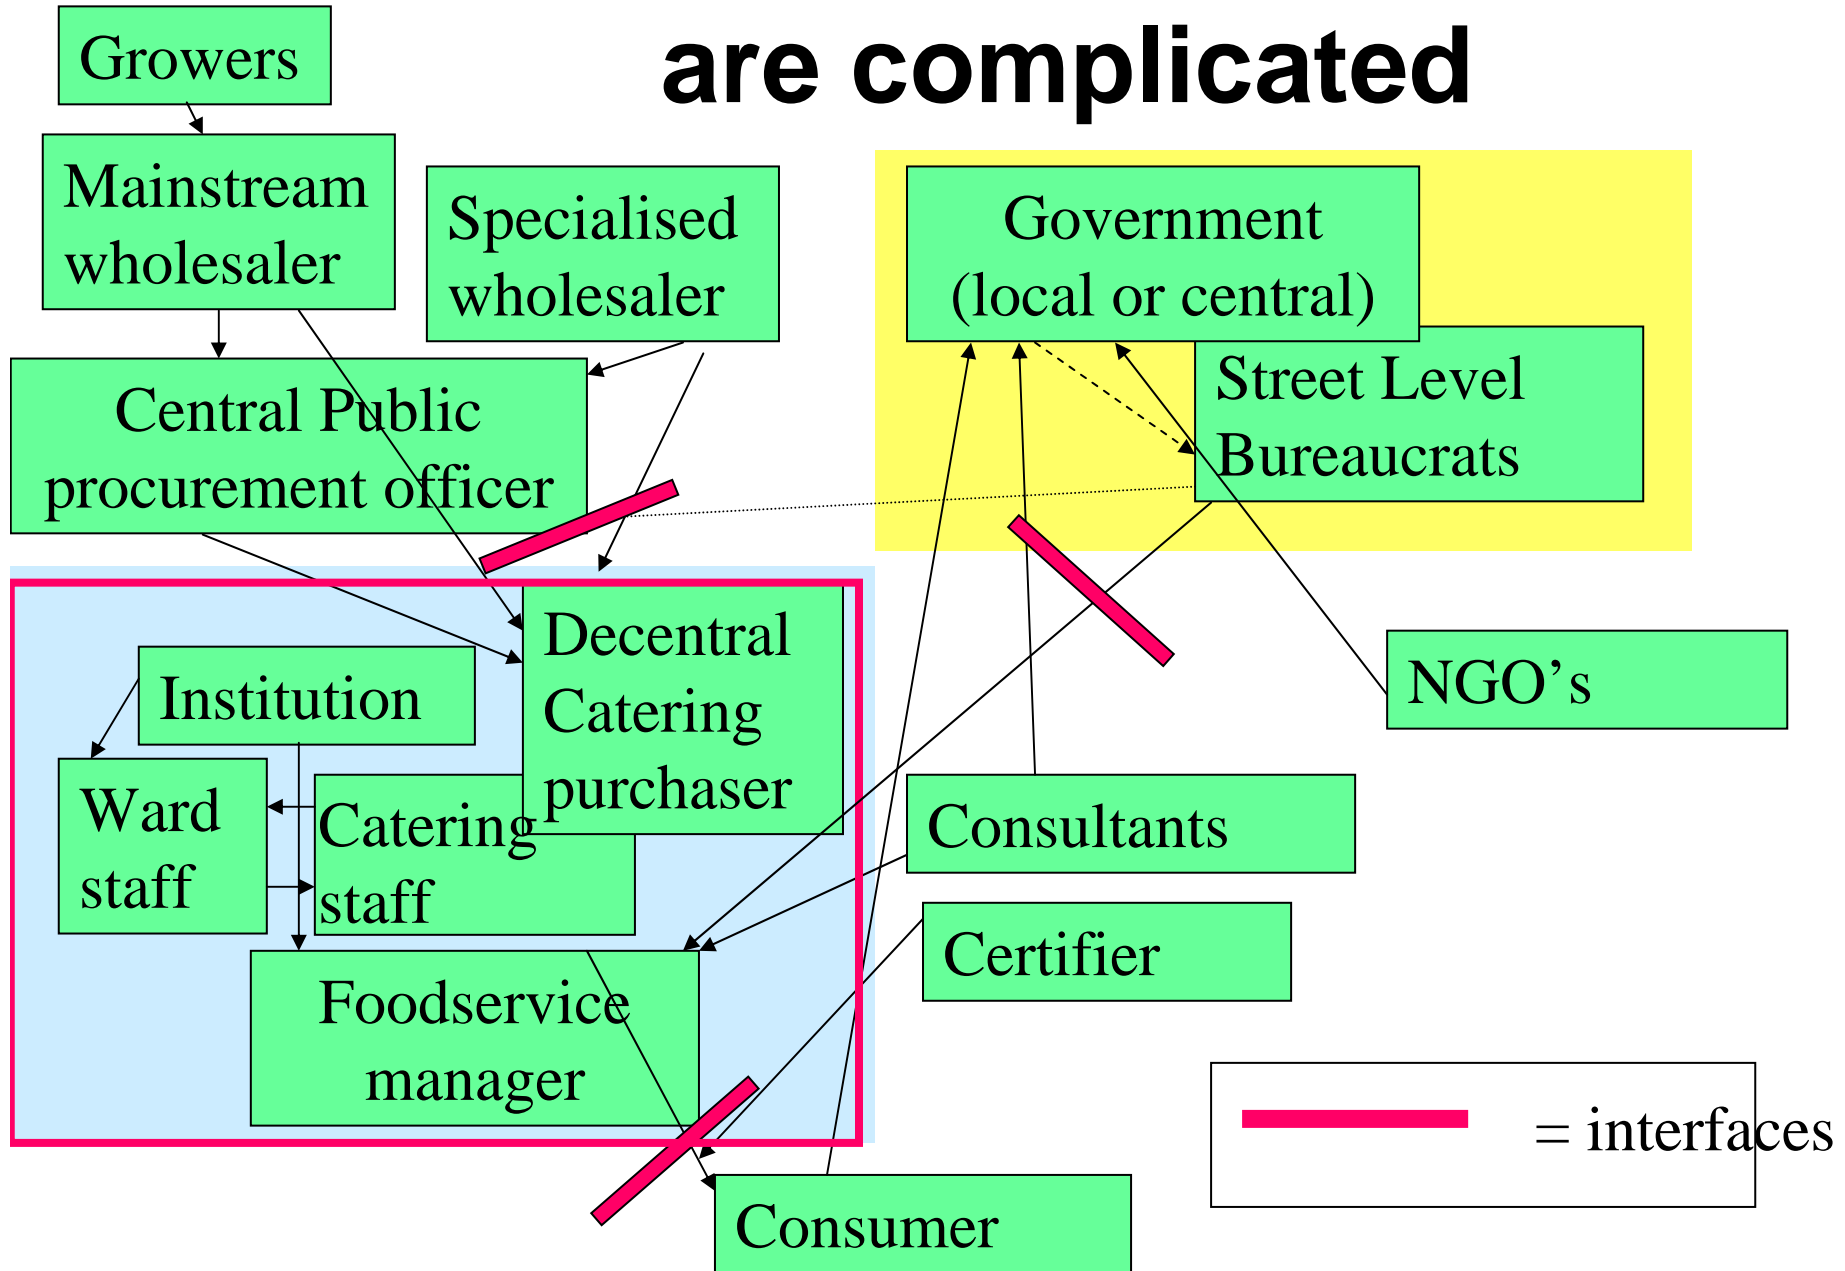 are complicated
Growers
Mainstream
wholesaler
Specialised
wholesaler
Government
(local or central)
Street Level
Bureaucrats
Central Public
procurement officer
Decentral
Catering
purchaser
Institution
NGO’s
Ward
staff
Catering
staff
Consultants
Certifier
Foodservice
manager
= interfaces
Consumer